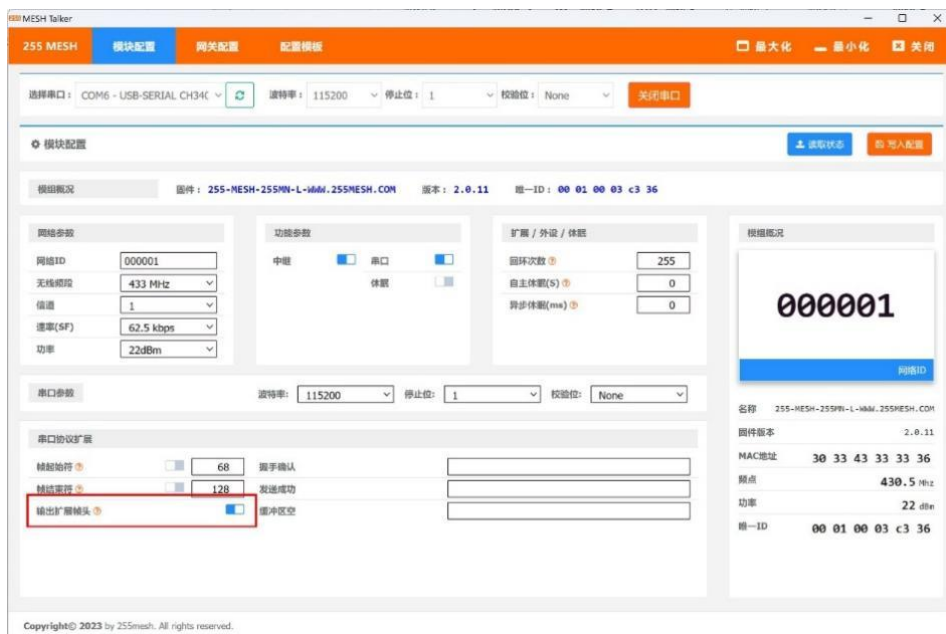 MESH Talker
255 MESH 模块配置 网关配置 配置模板 最大化 最小化 关闭
选择串口： COM6 - USB-SERIAL CH34( 波特率： 115200 停止位： 1 校验位： None 关闭串口
模块配置 读取状态 写入配置
模组概况 固件： 255-MESH-255MN-L-WWW.255MESH.COM 版本： 2.0.11 唯一ID： 00 01 00 03 c3 36
网络参数 功能参数 扩展 / 外设 / 休眠 模组概况
网络ID 000001 中继 串口 回环次数 255
无线频段 433 MHz 休眠 自主休眠(S) 0
信道 1 异步休眠(ms) 0
速率(SF) 62.5 kbps
功率 22dBm
000001
网络ID
串口参数 波特率: 115200 停止位: 1 校验位: None
串口协议扩展
帧起始符 68 握手确认
帧结束符 128 发送成功
输出扩展帧头 缓冲区空
名称 255-MESH-255MN-L-WWW.255MESH.COM
固件版本 2.0.11
MAC地址 30 33 43 33 33 36
频点 430.5 Mhz
功率 22 dBm
唯一ID 00 01 00 03 c3 36
Copyright© 2023 by 255mesh. All rights reserved.